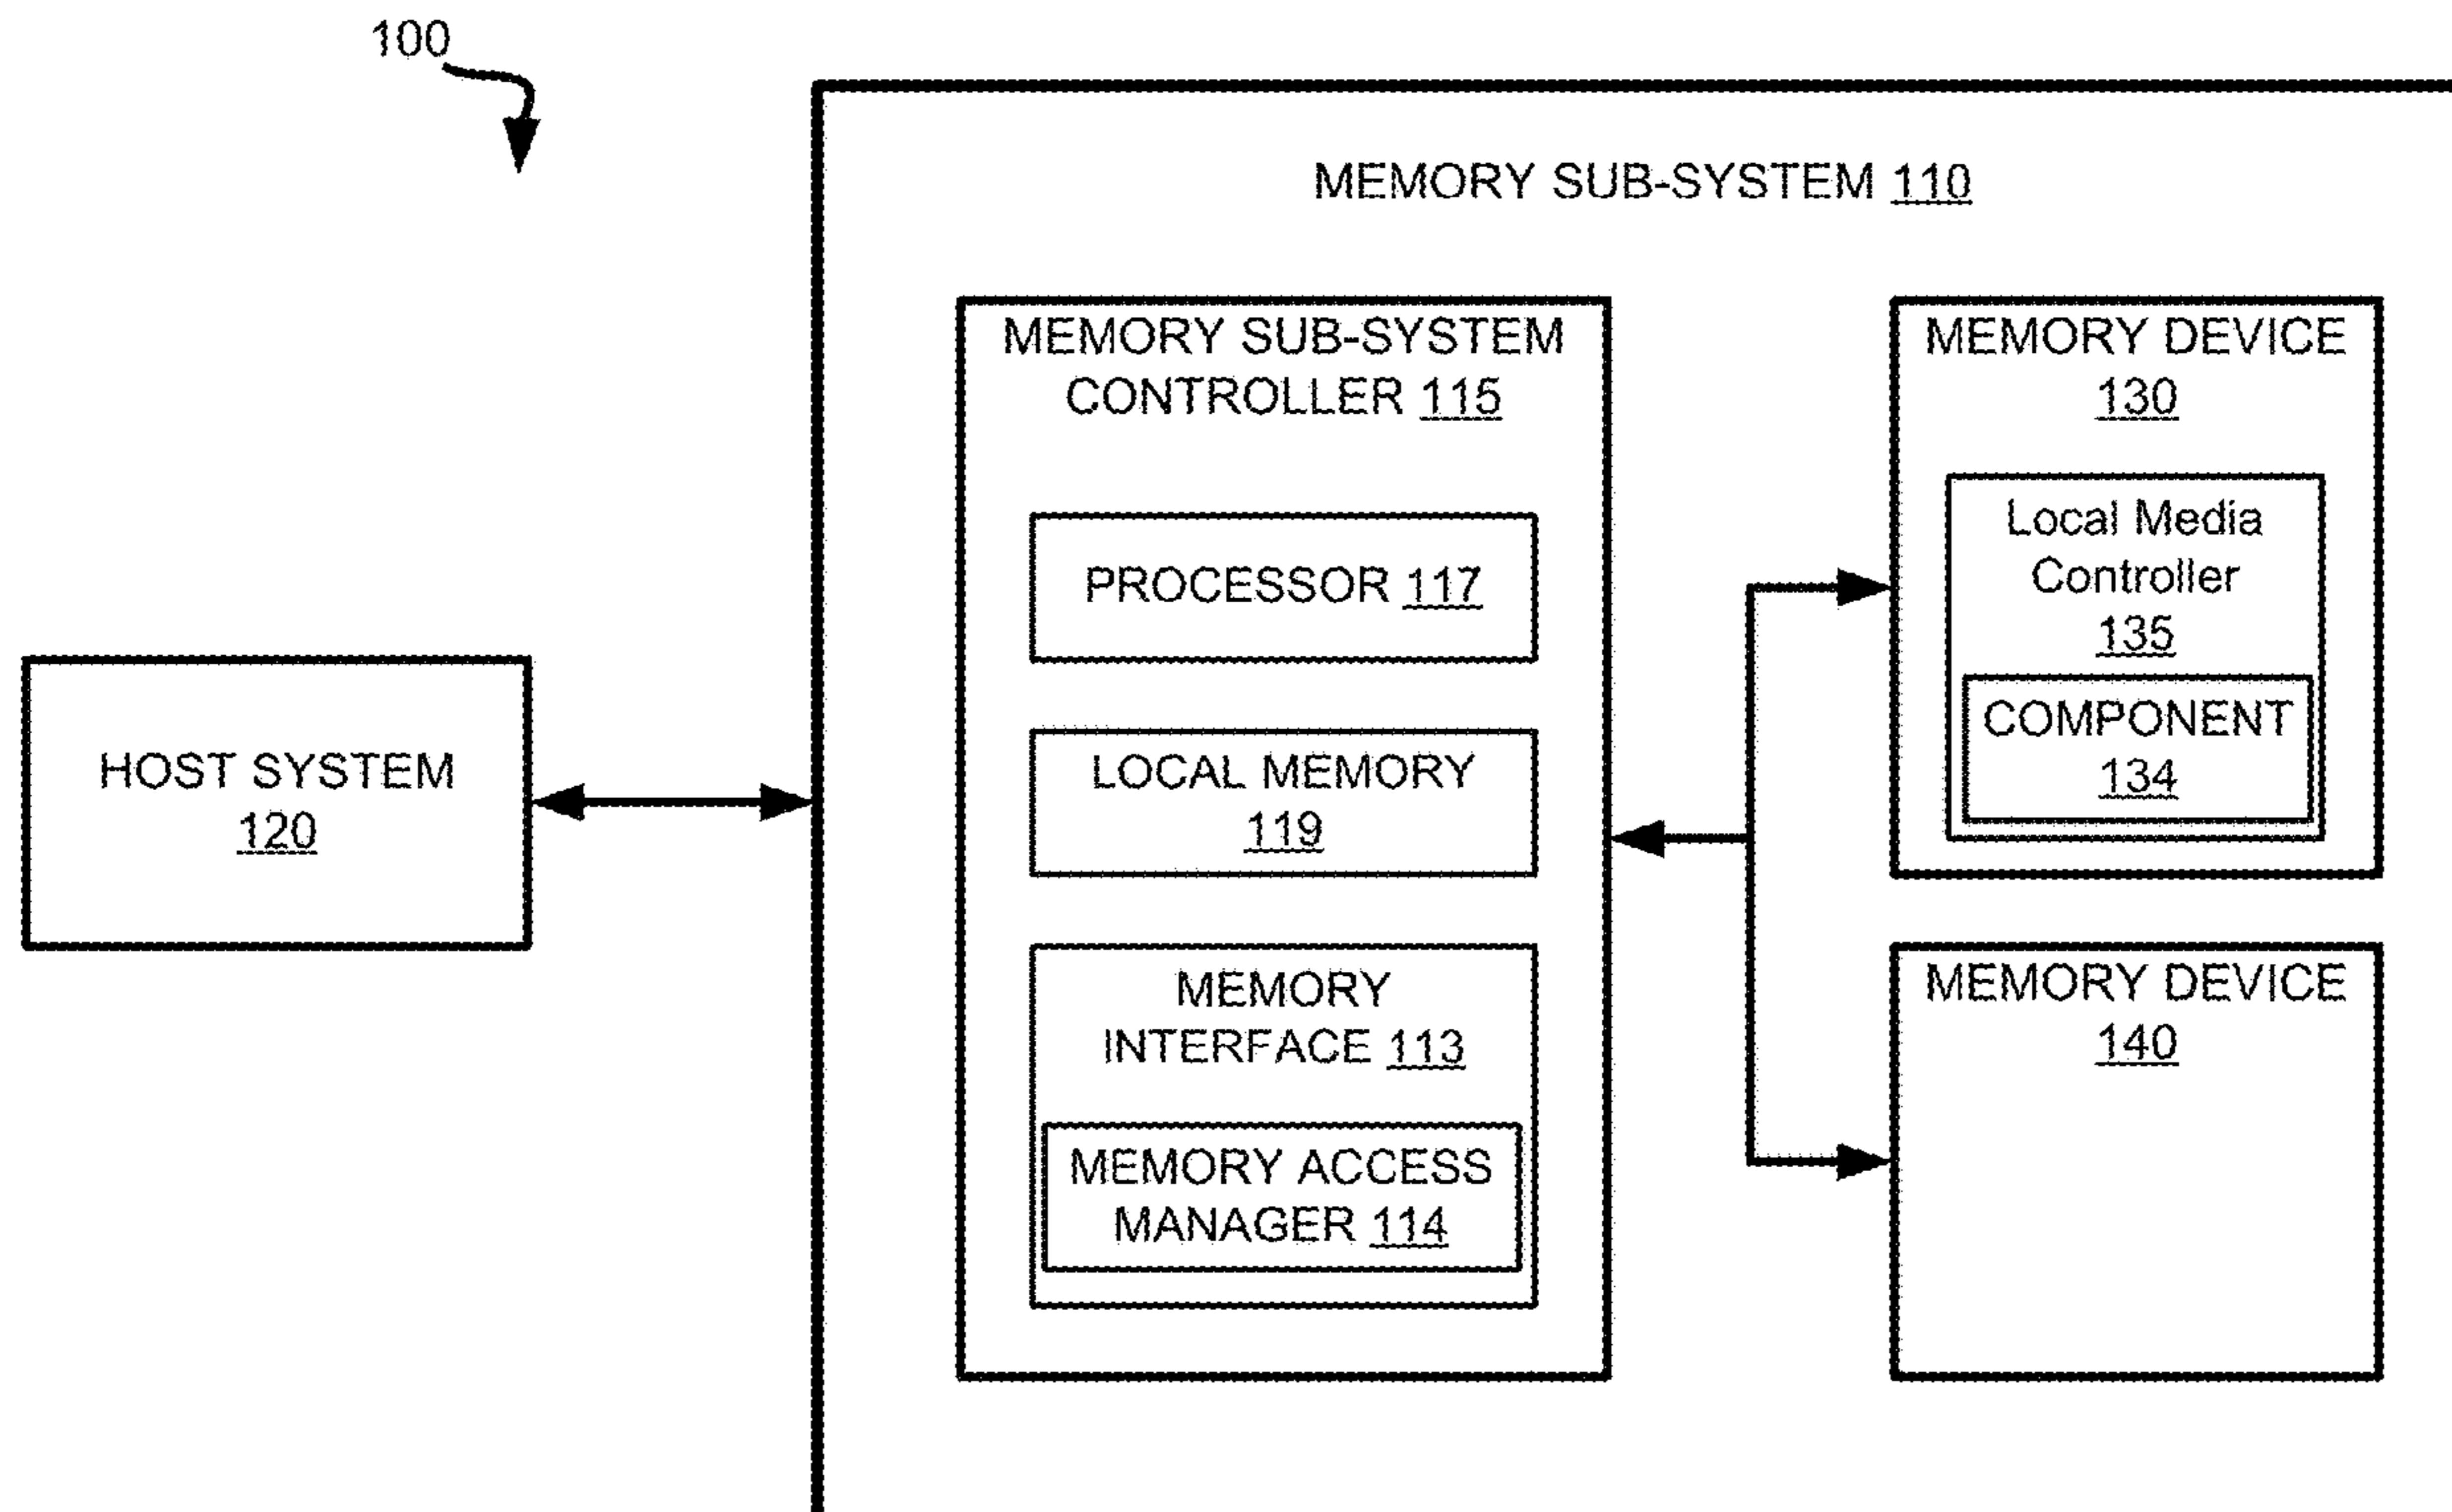 100
MEMORY SUB-SYSTEM 110
MEMORY SUB-SYSTEM
CONTROLLER 115
PROCESSOR 117
LOCAL MEMORY
119
MEMORY
INTERFACE 113
MEMORY ACCESS
MANAGER 114
MEMORY DEVICE
130
Local Media
Controller
135
COMPONENT
134
MEMORY DEVICE
140
HOST SYSTEM
120